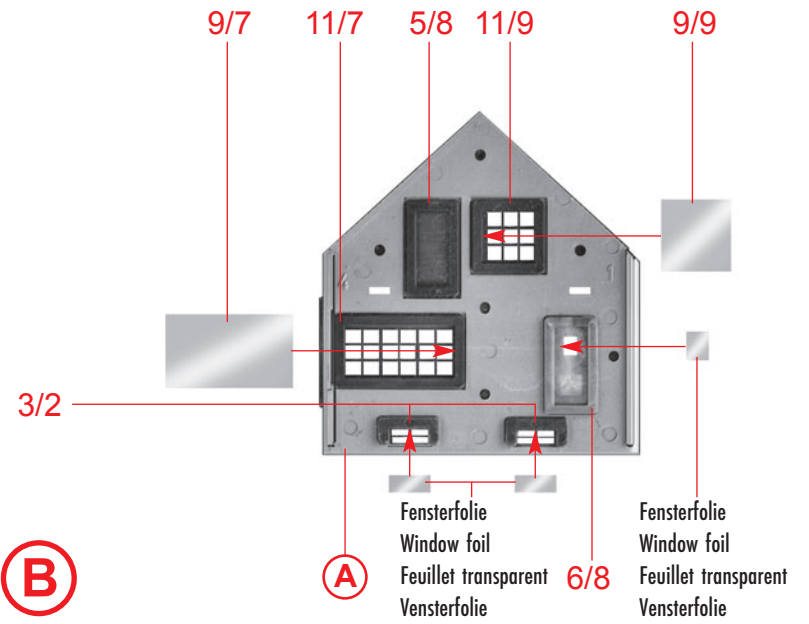 9/7 11/7 5/8 11/9 9/9
3/2
Fensterfolie
Window foil
Feuillet transparent
Vensterfolie
6/8
Fensterfolie
Window foil
Feuillet transparent
Vensterfolie
B
A